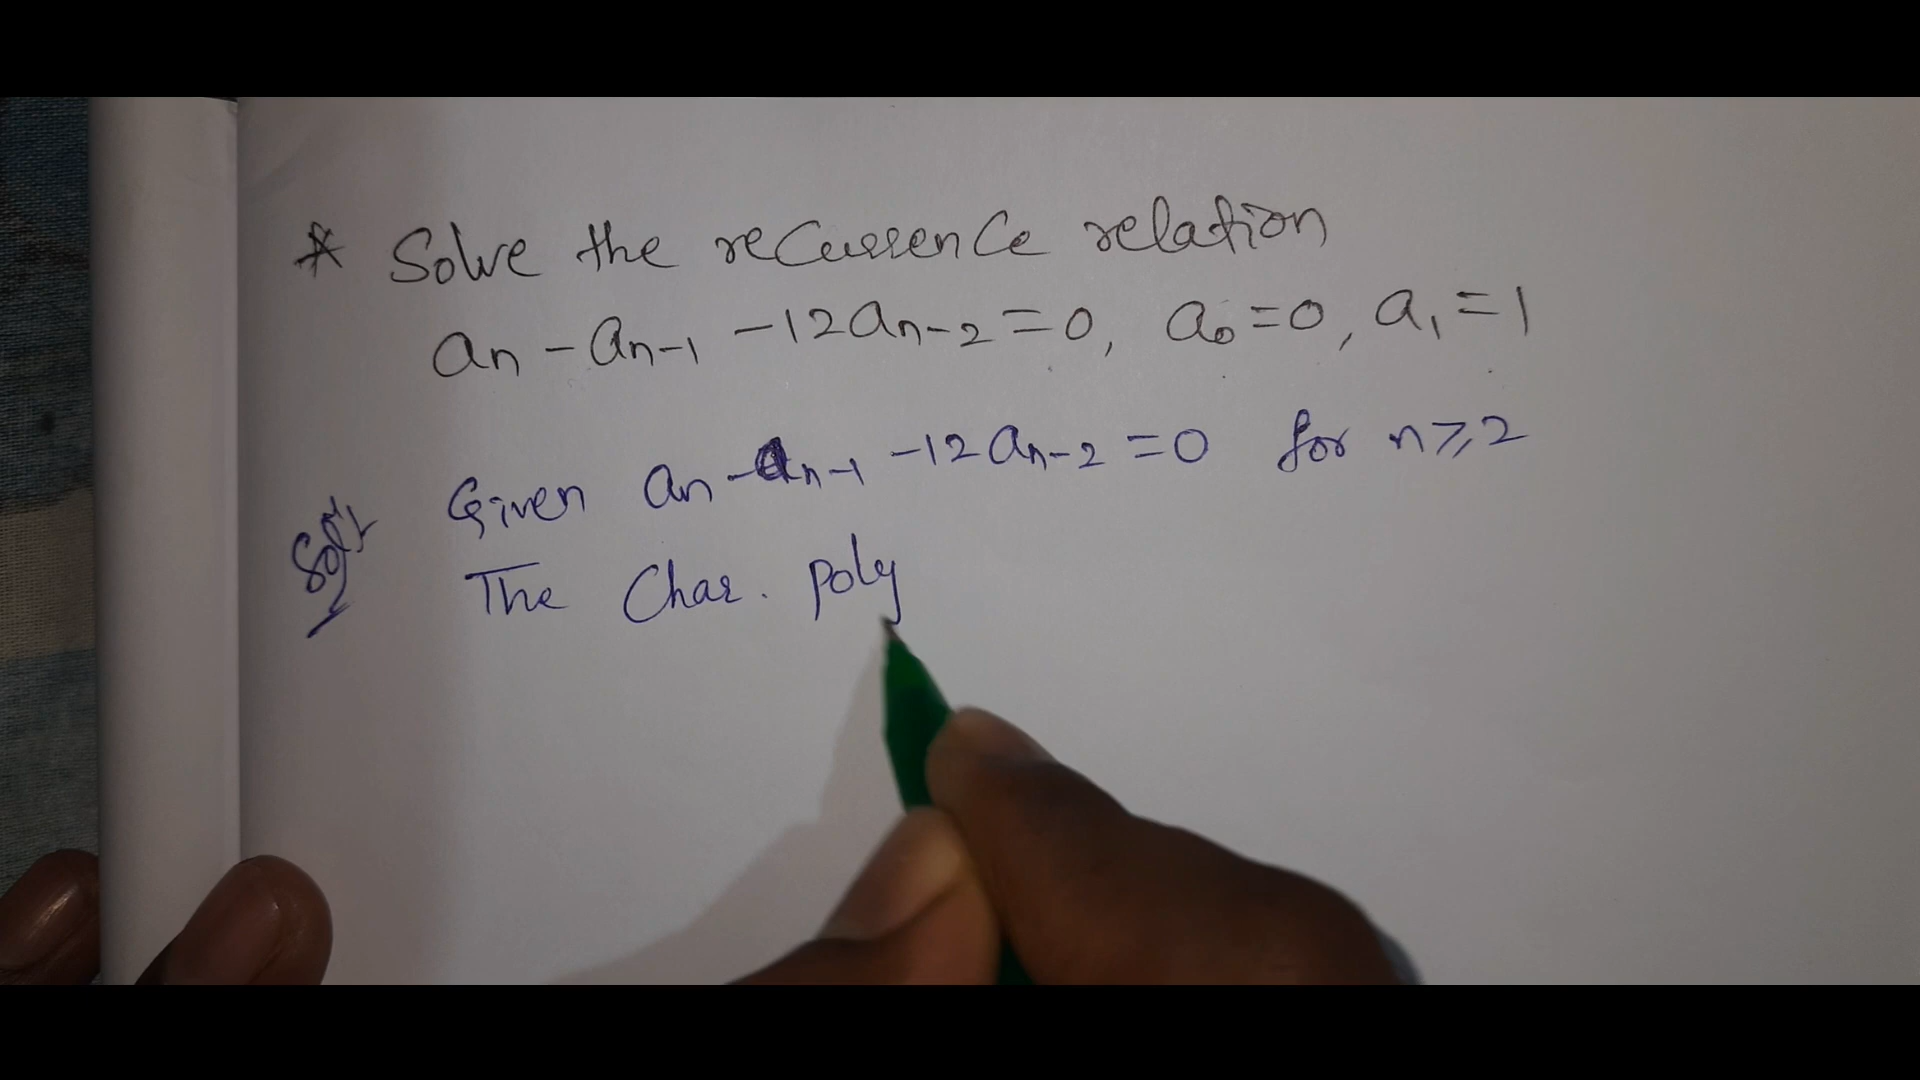 * Solve the recurrence relation
an - an-1 - 12an-2 = 0, a0 = 0, a1 = 1
Soln Given an - an-1 - 12an-2 = 0 for n ≥ 2
The Char. poly